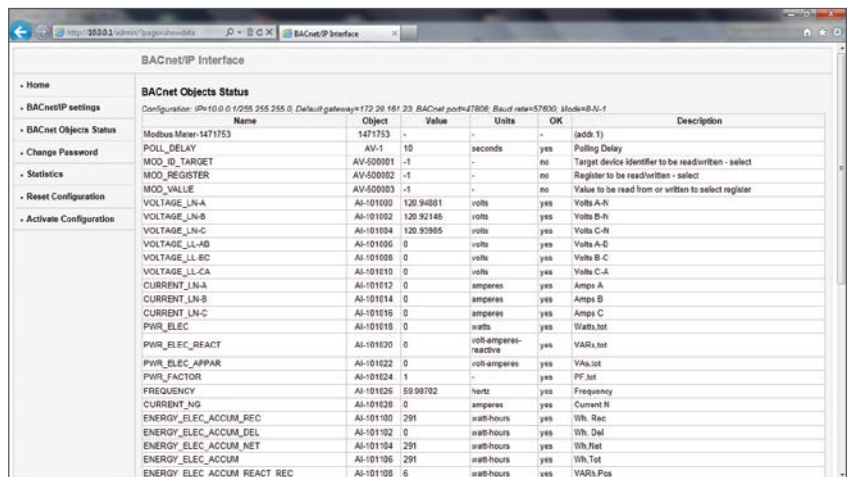 http://10.0.0.1/admin/?page=showdata
BACnet/IP Interface
BACnet/IP Interface
Home
BACnet/IP settings
BACnet Objects Status
Change Password
Statistics
Reset Configuration
Activate Configuration
BACnet Objects Status
Configuration: IP=10.0.0.1/255.255.255.0, Default gateway=172.20.161.23, BACnet port=47808, Baud rate=57600, Mode=8-N-1
Name Object Value Units OK Description
Modbus Meter-1471753 1471753 - - - (addr.1)
POLL_DELAY AV-1 10 seconds yes Polling Delay
MOD_ID_TARGET AV-500001 -1 - no Target device identifier to be read/written - select
MOD_REGISTER AV-500002 -1 - no Register to be read/written - select
MOD_VALUE AV-500003 -1 - no Value to be read from or written to select register
VOLTAGE_LN-A AI-101000 120.94881 volts yes Volts A-N
VOLTAGE_LN-B AI-101002 120.92146 volts yes Volts B-N
VOLTAGE_LN-C AI-101004 120.93985 volts yes Volts C-N
VOLTAGE_LL-AB AI-101006 0 volts yes Volts A-B
VOLTAGE_LL-BC AI-101008 0 volts yes Volts B-C
VOLTAGE_LL-CA AI-101010 0 volts yes Volts C-A
CURRENT_LN-A AI-101012 0 amperes yes Amps A
CURRENT_LN-B AI-101014 0 amperes yes Amps B
CURRENT_LN-C AI-101016 0 amperes yes Amps C
PWR_ELEC AI-101018 0 watts yes Watts,tot
PWR_ELEC_REACT AI-101020 0 volt-amperes-reactive yes VARs,tot
PWR_ELEC_APPAR AI-101022 0 volt-amperes yes VAs,tot
PWR_FACTOR AI-101024 1 - yes PF,tot
FREQUENCY AI-101026 59.98702 hertz yes Frequency
CURRENT_NG AI-101028 0 amperes yes Current N
ENERGY_ELEC_ACCUM_REC AI-101100 291 watt-hours yes Wh, Rec
ENERGY_ELEC_ACCUM_DEL AI-101102 0 watt-hours yes Wh, Del
ENERGY_ELEC_ACCUM_NET AI-101104 291 watt-hours yes Wh,Net
ENERGY_ELEC_ACCUM AI-101106 291 watt-hours yes Wh,Tot
ENERGY_ELEC_ACCUM_REACT_REC AI-101108 6 watt-hours yes VARh,Pos